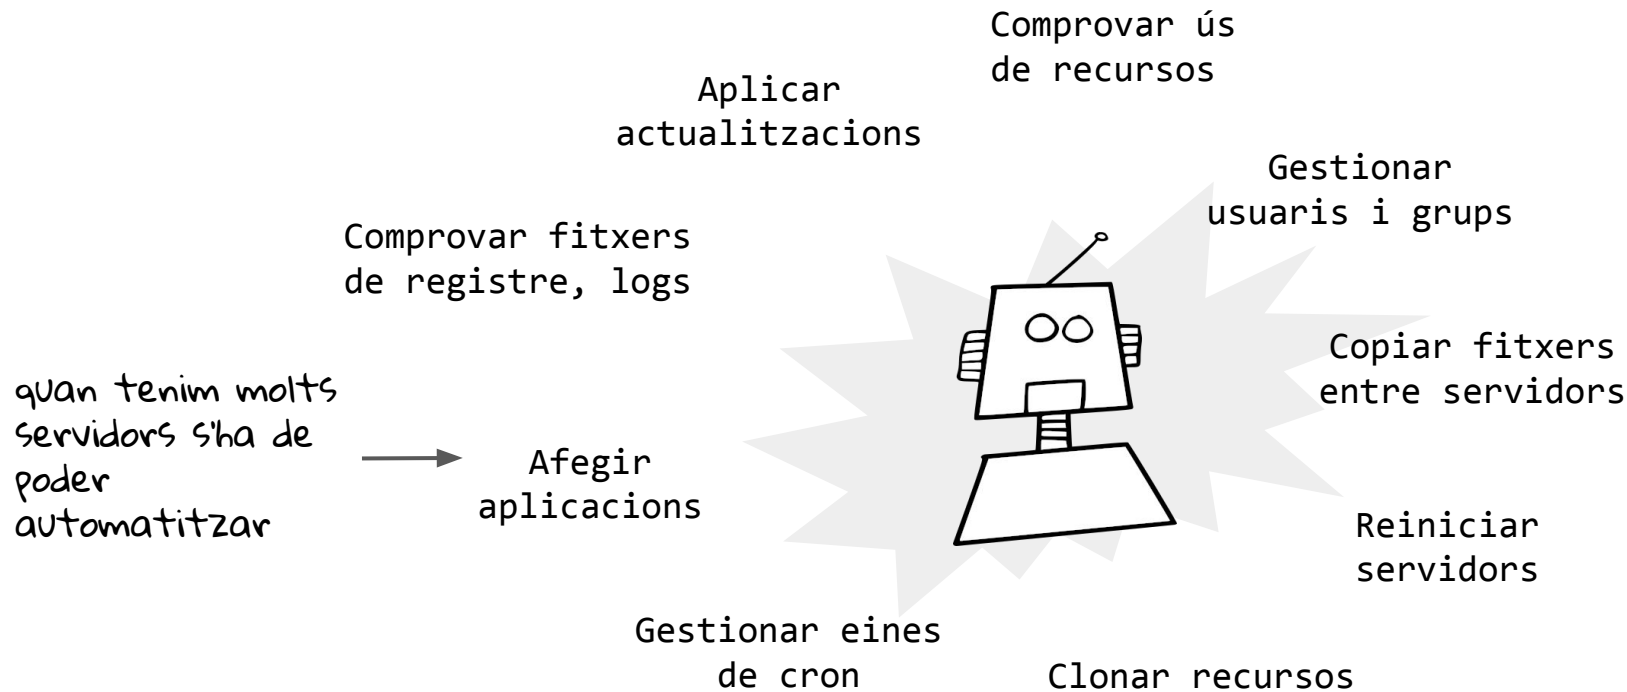 Comprovar ús
de recursos
Aplicar
actualitzacions
Gestionar
usuaris i grups
Comprovar fitxers
de registre, logs
Copiar fitxers
entre servidors
quan tenim molts
servidors s'ha de
poder
automatitzar
Afegir
aplicacions
Reiniciar
servidors
Gestionar eines
de cron
Clonar recursos